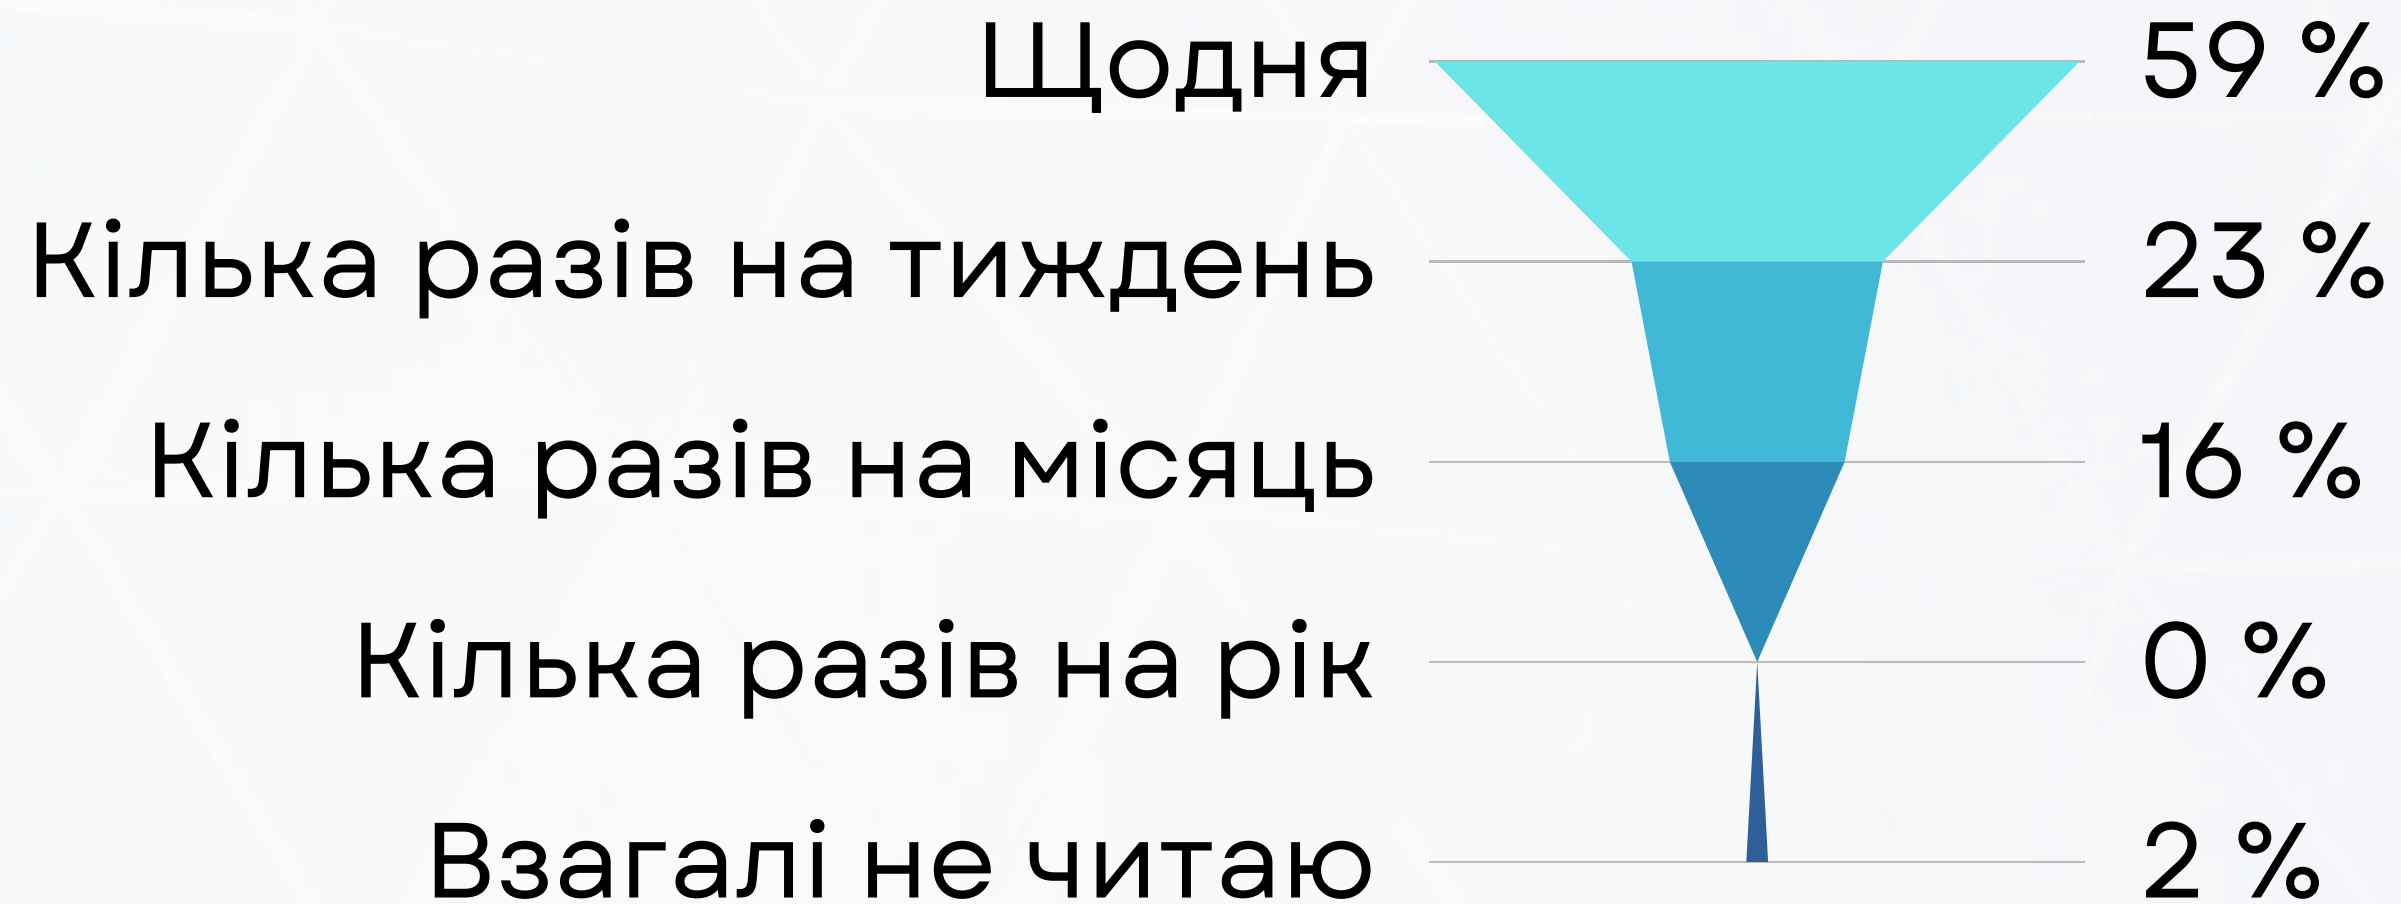 Щодня 59 %
Кілька разів на тиждень 23 %
Кілька разів на місяць 16 %
Кілька разів на рік 0 %
Взагалі не читаю 2 %